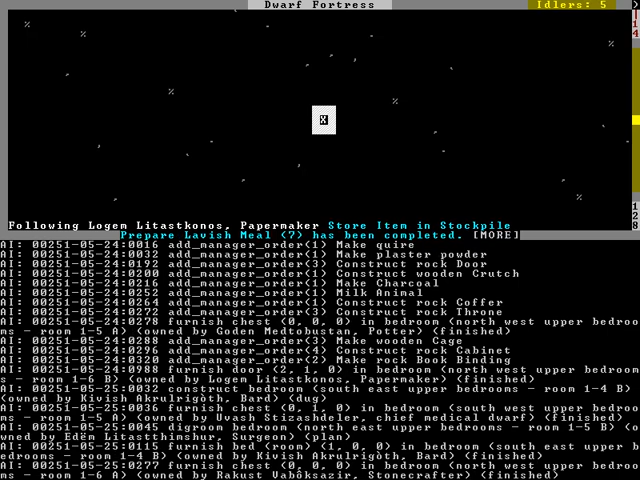 Dwarf Fortress Idlers: 5
114
128
Following Logem Litastkonos, Papermaker Store Item in Stockpile
Prepare Lavish Meal (7) has been completed. [MORE]
AI: 00251-05-24:0016 add_manager_order(1) Make quire
AI: 00251-05-24:0032 add_manager_order(1) Make plaster powder
AI: 00251-05-24:0192 add_manager_order(3) Construct rock Door
AI: 00251-05-24:0200 add_manager_order(1) Construct wooden Crutch
AI: 00251-05-24:0216 add_manager_order(1) Make Charcoal
AI: 00251-05-24:0252 add_manager_order(1) Milk Animal
AI: 00251-05-24:0264 add_manager_order(1) Construct rock Coffer
AI: 00251-05-24:0272 add_manager_order(3) Construct rock Throne
AI: 00251-05-24:0278 furnish chest (0, 0, 0) in bedroom (north west upper bedroo
ms - room 1-5 A) (owned by Goden Medtobustan, Potter) (finished)
AI: 00251-05-24:0288 add_manager_order(3) Make wooden Cage
AI: 00251-05-24:0296 add_manager_order(4) Construct rock Cabinet
AI: 00251-05-24:0320 add_manager_order(2) Make rock Book Binding
AI: 00251-05-24:0988 furnish door (2, 1, 0) in bedroom (north west upper bedroom
s - room 1-6 B) (owned by Logem Litastkonos, Papermaker) (finished)
AI: 00251-05-25:0032 construct bedroom (south east upper bedrooms - room 1-4 B)
(owned by Kivish Akrulrigòth, Bard) (dug)
AI: 00251-05-25:0036 furnish chest (0, 1, 0) in bedroom (south west upper bedroo
ms - room 1-5 A) (owned by Uvash Stizashdeler, chief medical dwarf) (finished)
AI: 00251-05-25:0045 digroom bedroom (north east upper bedrooms - room 1-5 B) (o
wned by Edëm Litastthimshur, Surgeon) (plan)
AI: 00251-05-25:0115 furnish bed (room) (1, 0, 0) in bedroom (south east upper b
edrooms - room 1-4 B) (owned by Kivish Akrulrigòth, Bard) (finished)
AI: 00251-05-25:0277 furnish chest (0, 0, 0) in bedroom (north west upper bedroo
ms - room 1-6 A) (owned by Rakust Vabôksazir, Stonecrafter) (finished)